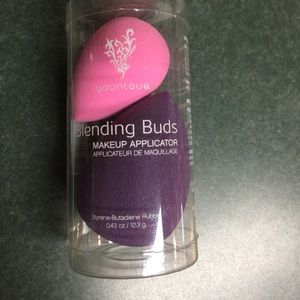 younique
Blending Buds
MAKEUP APPLICATOR
APPLICATEUR DE MAQUILLAGE
Styrene-Butadiene Rubber
0.43 oz / 12.3 g